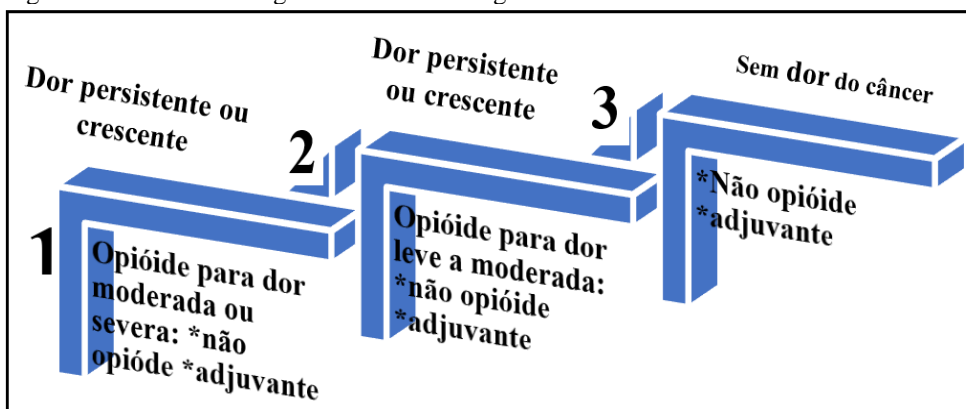 Dor persistente ou
crescente
1
Opióide para dor
moderada ou
severa: *não
opióde *adjuvante
Dor persistente
ou crescente
2
Opióide para dor
leve a moderada:
*não opióide
*adjuvante
Sem dor do câncer
3
*Não opióide
*adjuvante